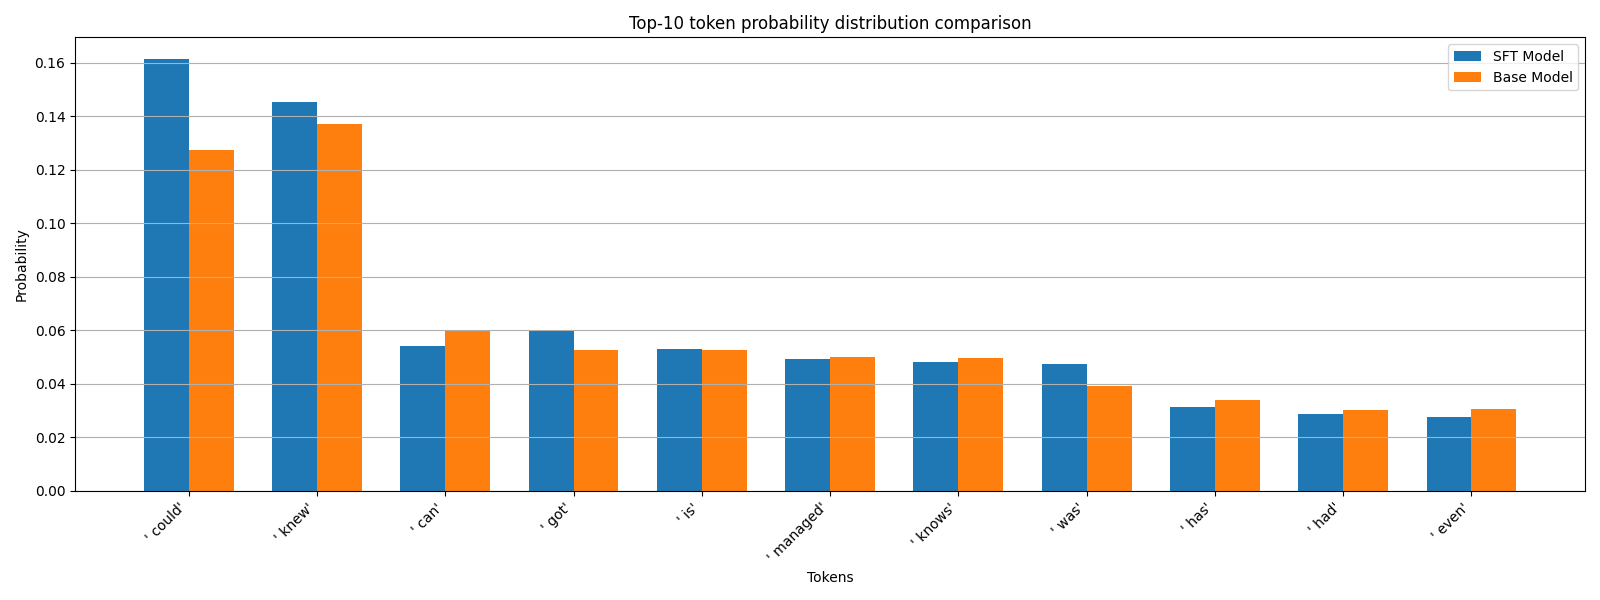 Top-10 token probability distribution comparison
SFT Model
Base Model
Probability
0.16
0.14
0.12
0.10
0.08
0.06
0.04
0.02
0.00
' could'
' knew'
' can'
' got'
' is'
' managed'
' knows'
' was'
' has'
' had'
' even'
Tokens